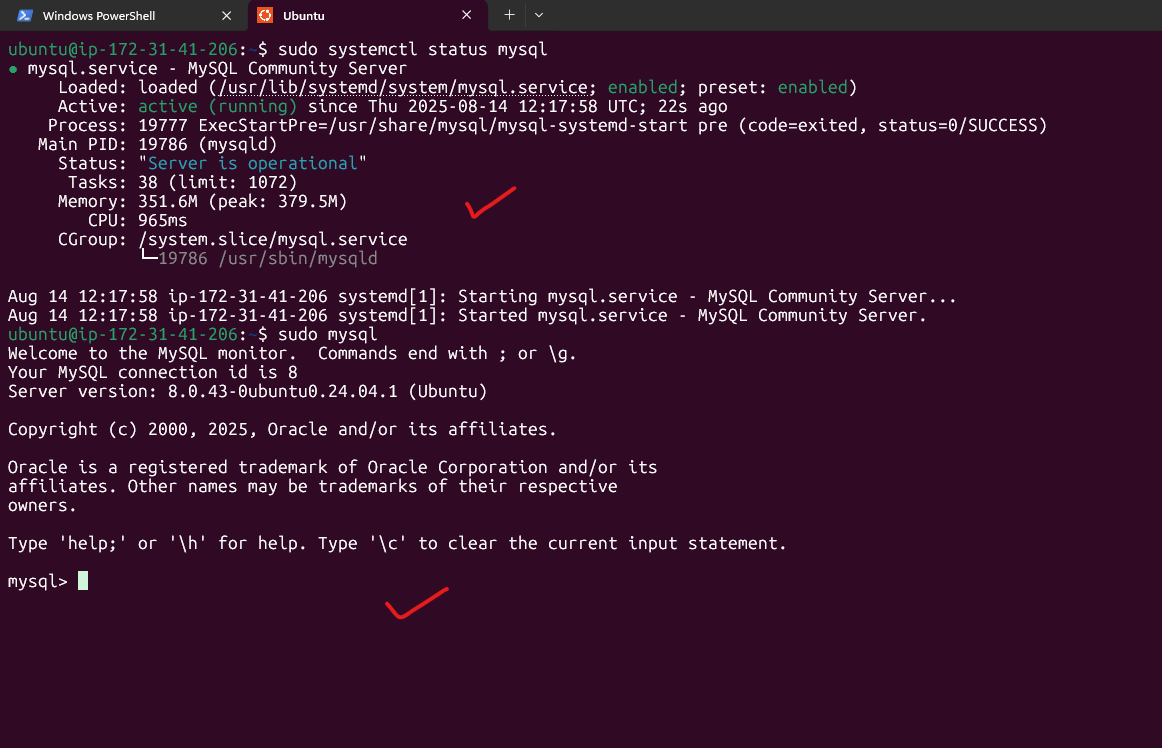 Windows PowerShell
Ubuntu
ubuntu@ip-172-31-41-206:~$ sudo systemctl status mysql
● mysql.service - MySQL Community Server
     Loaded: loaded (/usr/lib/systemd/system/mysql.service; enabled; preset: enabled)
     Active: active (running) since Thu 2025-08-14 12:17:58 UTC; 22s ago
    Process: 19777 ExecStartPre=/usr/share/mysql/mysql-systemd-start pre (code=exited, status=0/SUCCESS)
   Main PID: 19786 (mysqld)
     Status: "Server is operational"
      Tasks: 38 (limit: 1072)
     Memory: 351.6M (peak: 379.5M)
        CPU: 965ms
     CGroup: /system.slice/mysql.service
             └─19786 /usr/sbin/mysqld
Aug 14 12:17:58 ip-172-31-41-206 systemd[1]: Starting mysql.service - MySQL Community Server...
Aug 14 12:17:58 ip-172-31-41-206 systemd[1]: Started mysql.service - MySQL Community Server.
ubuntu@ip-172-31-41-206:~$ sudo mysql
Welcome to the MySQL monitor.  Commands end with ; or \g.
Your MySQL connection id is 8
Server version: 8.0.43-0ubuntu0.24.04.1 (Ubuntu)
Copyright (c) 2000, 2025, Oracle and/or its affiliates.
Oracle is a registered trademark of Oracle Corporation and/or its
affiliates. Other names may be trademarks of their respective
owners.
Type 'help;' or '\h' for help. Type '\c' to clear the current input statement.
mysql>